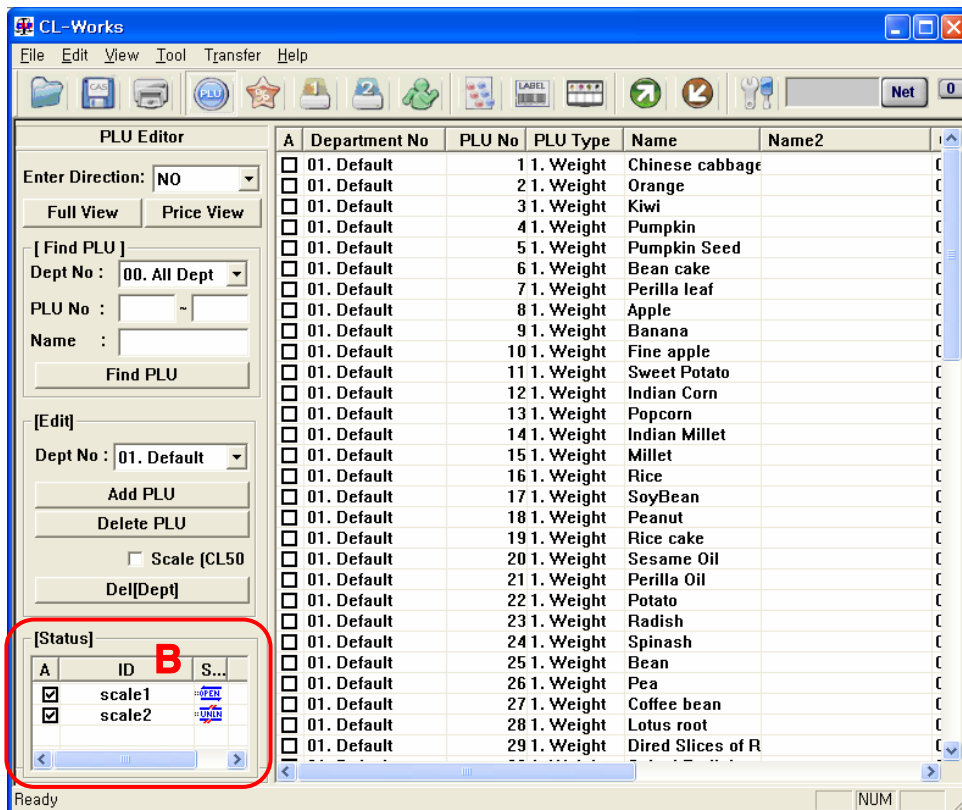 CL-Works
File Edit View Tool Transfer Help
CAS PLU 1 2 LABEL Net 0
PLU Editor
Enter Direction: NO
Full View Price View
[ Find PLU ]
Dept No : 00. All Dept
PLU No : ~
Name :
Find PLU
[Edit]
Dept No : 01. Default
Add PLU
Delete PLU
Scale (CL50
Del[Dept]
[Status]
B
A ID S...
scale1 OPEN
scale2 UNLN
A Department No PLU No PLU Type Name Name2
01. Default 1 1. Weight Chinese cabbage
01. Default 2 1. Weight Orange
01. Default 3 1. Weight Kiwi
01. Default 4 1. Weight Pumpkin
01. Default 5 1. Weight Pumpkin Seed
01. Default 6 1. Weight Bean cake
01. Default 7 1. Weight Perilla leaf
01. Default 8 1. Weight Apple
01. Default 9 1. Weight Banana
01. Default 10 1. Weight Fine apple
01. Default 11 1. Weight Sweet Potato
01. Default 12 1. Weight Indian Corn
01. Default 13 1. Weight Popcorn
01. Default 14 1. Weight Indian Millet
01. Default 15 1. Weight Millet
01. Default 16 1. Weight Rice
01. Default 17 1. Weight SoyBean
01. Default 18 1. Weight Peanut
01. Default 19 1. Weight Rice cake
01. Default 20 1. Weight Sesame Oil
01. Default 21 1. Weight Perilla Oil
01. Default 22 1. Weight Potato
01. Default 23 1. Weight Radish
01. Default 24 1. Weight Spinash
01. Default 25 1. Weight Bean
01. Default 26 1. Weight Pea
01. Default 27 1. Weight Coffee bean
01. Default 28 1. Weight Lotus root
01. Default 29 1. Weight Dired Slices of R
Ready NUM